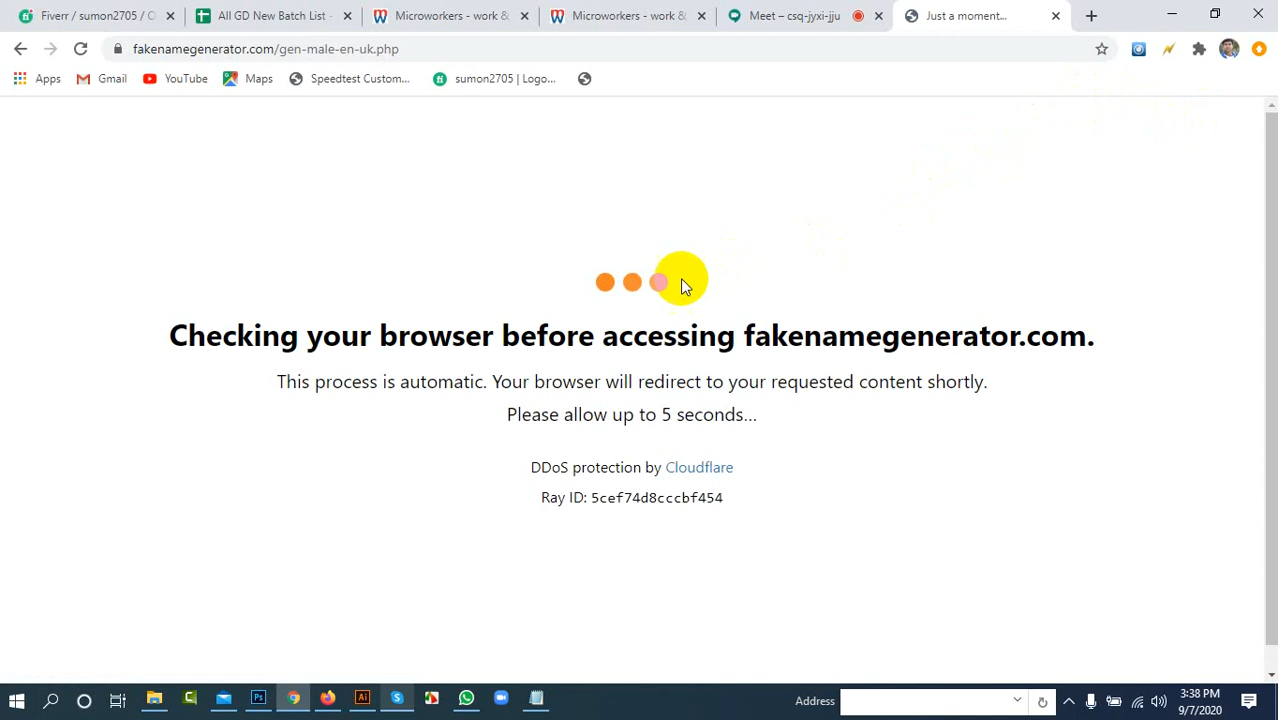 Fiverr / sumon2705 / O
All GD New Batch List -
Microworkers - work &
Microworkers - work &
Meet – csq-jyxi-jju
Just a moment...
fakenamegenerator.com/gen-male-en-uk.php
Apps
Gmail
YouTube
Maps
Speedtest Custom...
sumon2705 | Logo...
Checking your browser before accessing fakenamegenerator.com.
This process is automatic. Your browser will redirect to your requested content shortly.
Please allow up to 5 seconds...
DDoS protection by Cloudflare
Ray ID: 5cef74d8cccbf454
Address
3:38 PM
9/7/2020